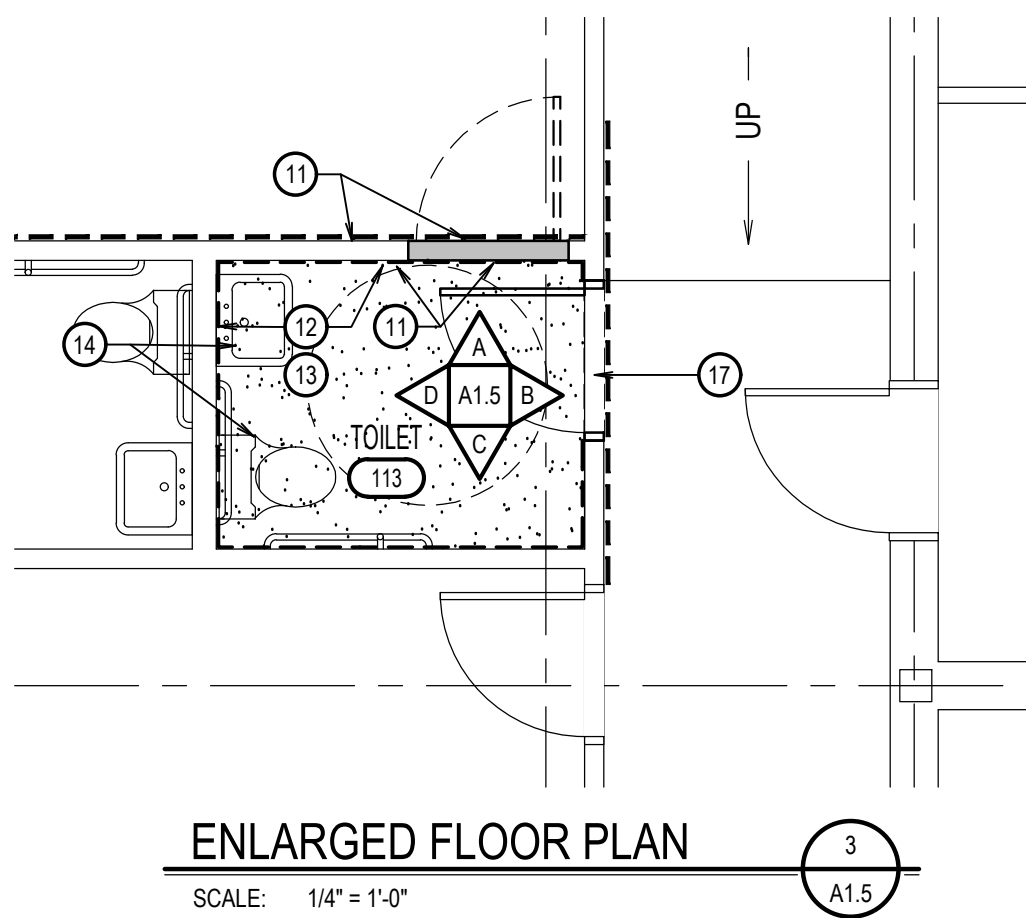 UP
11
12
11
14
13
17
A
D
A1.5
B
C
TOILET
113
ENLARGED FLOOR PLAN
3
A1.5
SCALE: 1/4" = 1'-0"